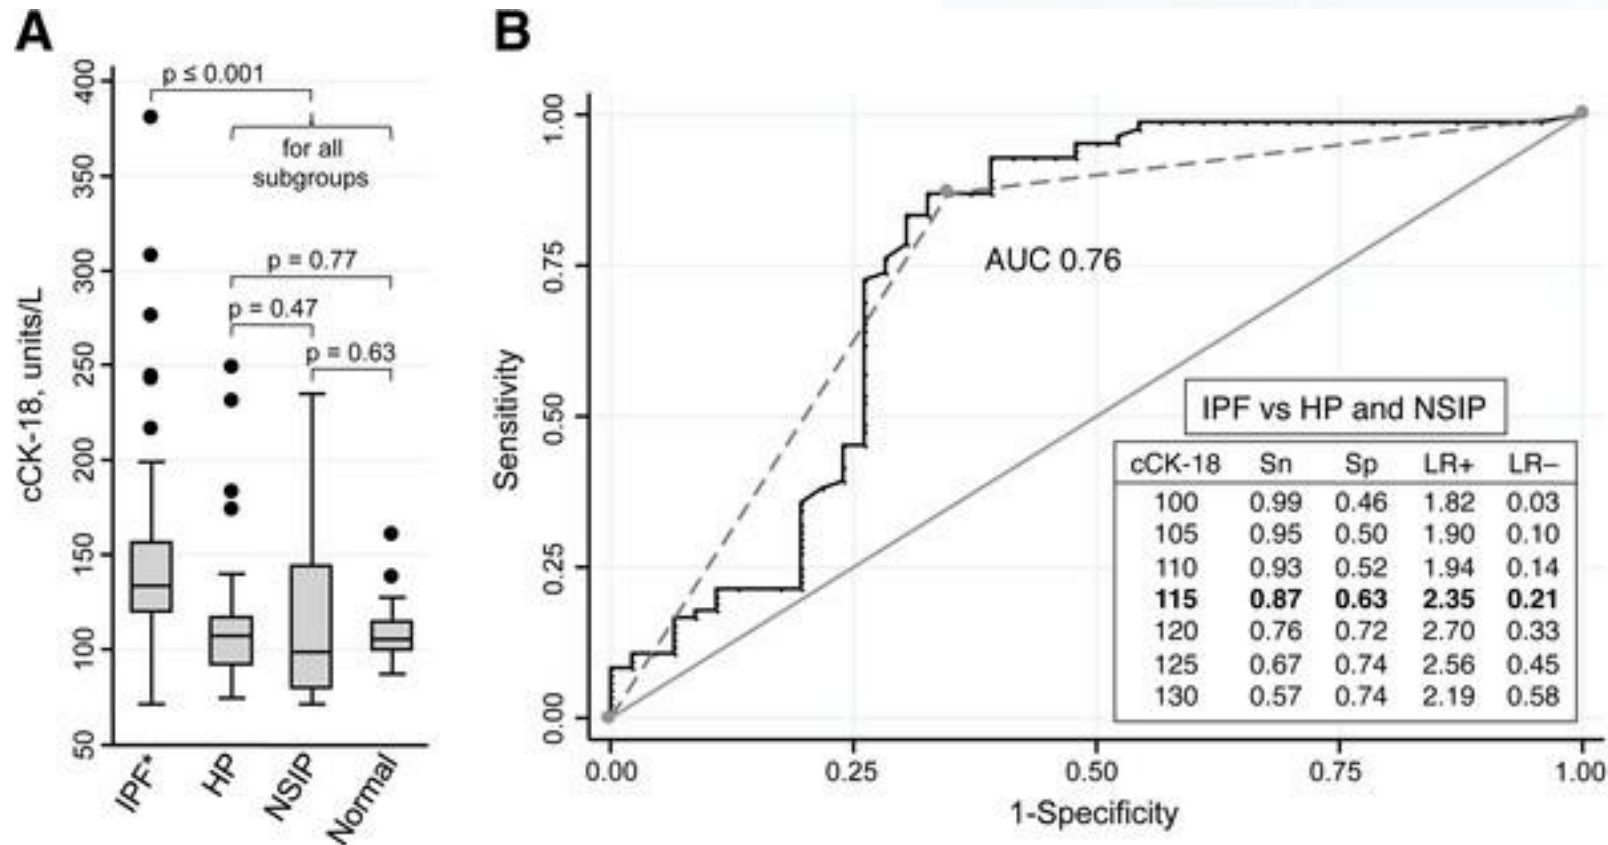 A
p ≤ 0.001
for all
subgroups
p = 0.77
p = 0.47
p = 0.63
cCK-18, units/L
400
350
300
250
200
150
100
50
IPF*
HP
NSIP
Normal
B
Sensitivity
1.00
0.75
0.50
0.25
0.00
AUC 0.76
IPF vs HP and NSIP
cCK-18 Sn Sp LR+ LR–
100 0.99 0.46 1.82 0.03
105 0.95 0.50 1.90 0.10
110 0.93 0.52 1.94 0.14
115 0.87 0.63 2.35 0.21
120 0.76 0.72 2.70 0.33
125 0.67 0.74 2.56 0.45
130 0.57 0.74 2.19 0.58
0.00 0.25 0.50 0.75 1.00
1-Specificity